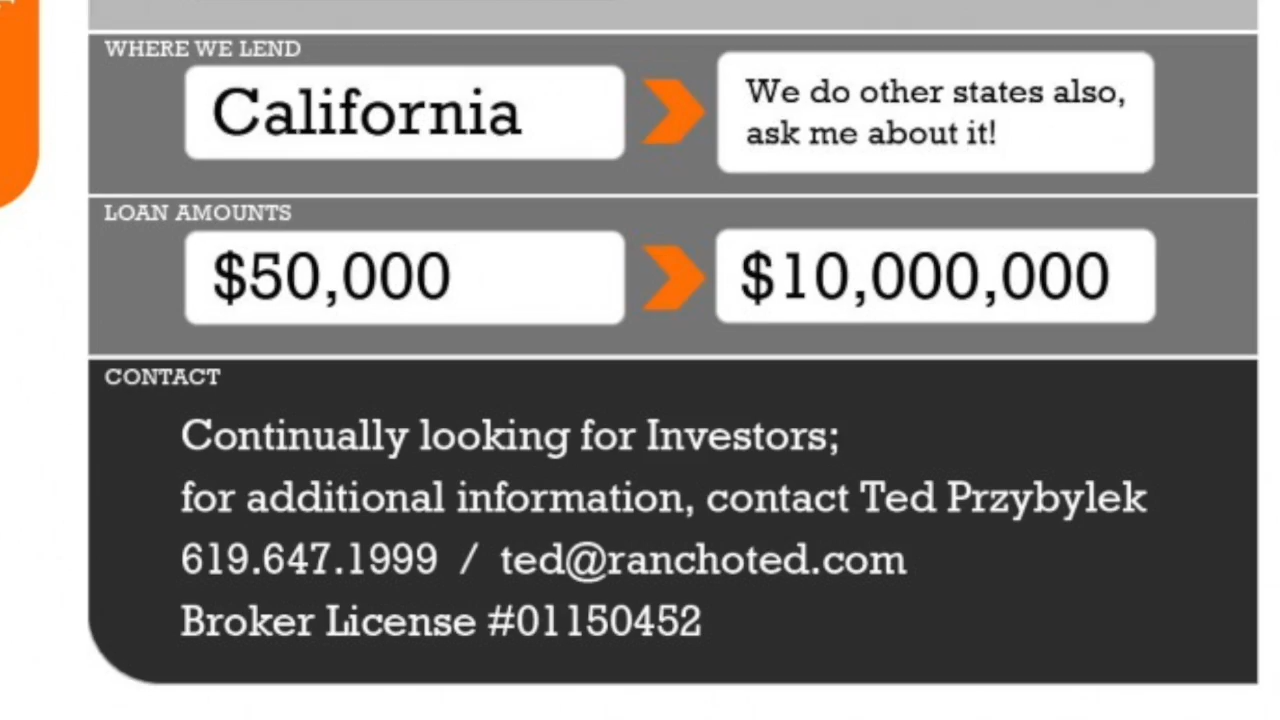 WHERE WE LEND
California
We do other states also,
ask me about it!
LOAN AMOUNTS
$50,000
$10,000,000
CONTACT
Continually looking for Investors;
for additional information, contact Ted Przybylek
619.647.1999 / ted@ranchoted.com
Broker License #01150452